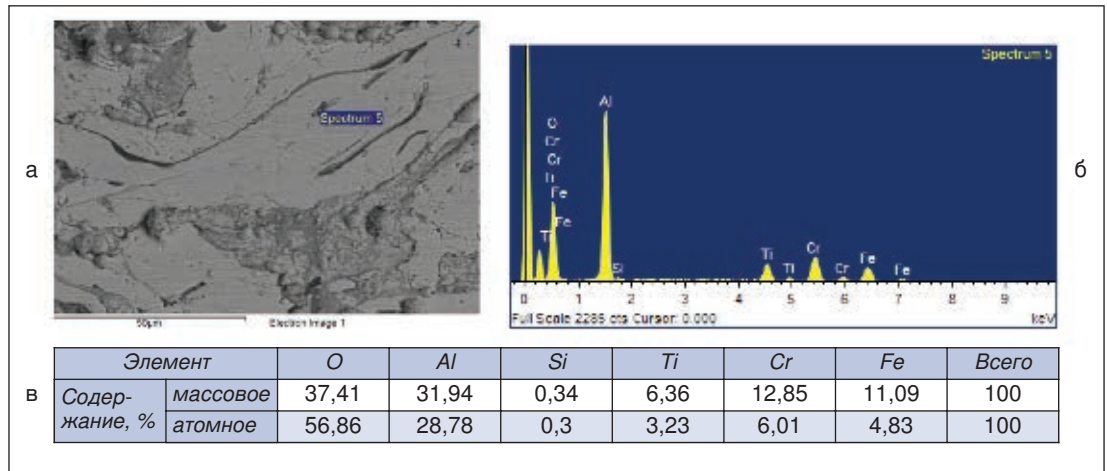 а
Spectrum 5
50µm
Electron Image 1
б
Spectrum 5
Al
O
Cr
Cr
Ti
Fe
Fe
Ti
Si
Ti
Ti
Cr
Cr
Fe
Fe
0 1 2 3 4 5 6 7 8 9
Full Scale 2285 cts Cursor: 0.000 keV
в
Элемент O Al Si Ti Cr Fe Всего
Содер- массовое 37,41 31,94 0,34 6,36 12,85 11,09 100
жание, % атомное 56,86 28,78 0,3 3,23 6,01 4,83 100